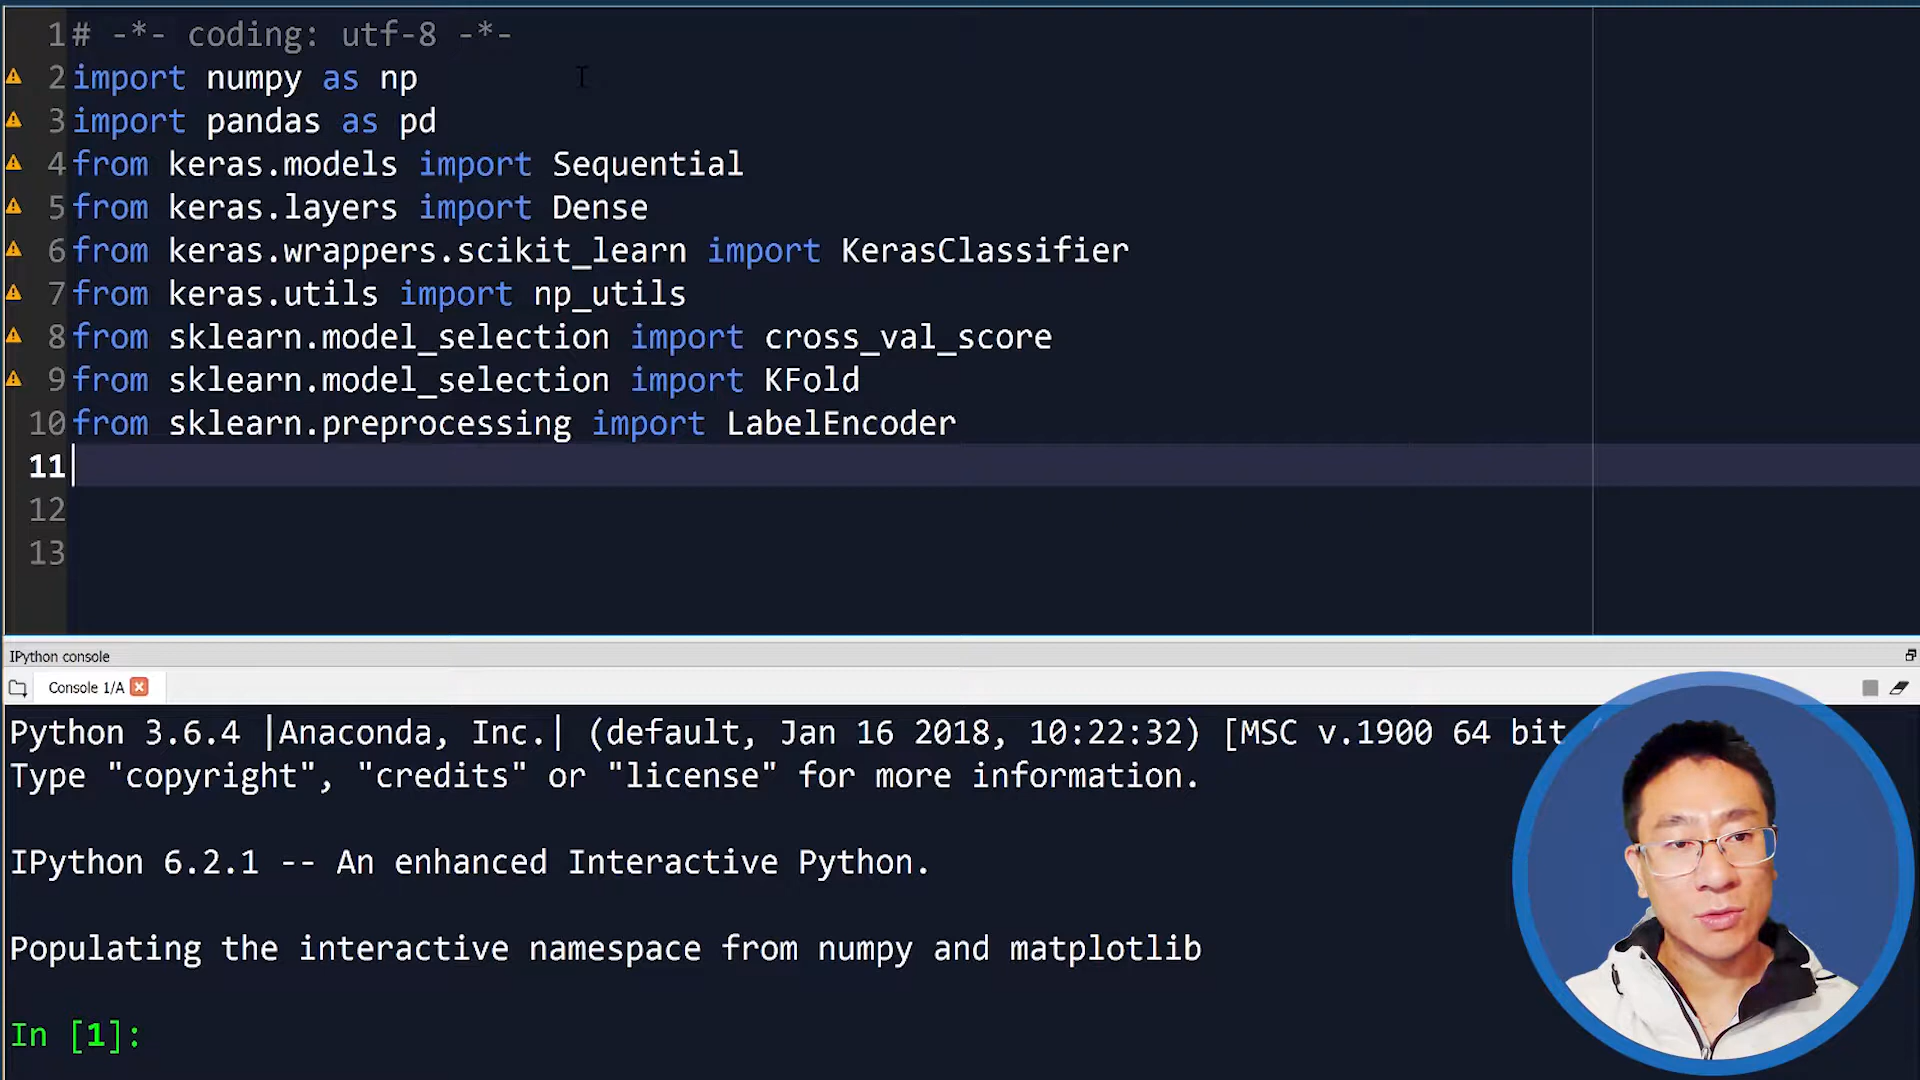 1 # -*- coding: utf-8 -*-
2 import numpy as np
3 import pandas as pd
4 from keras.models import Sequential
5 from keras.layers import Dense
6 from keras.wrappers.scikit_learn import KerasClassifier
7 from keras.utils import np_utils
8 from sklearn.model_selection import cross_val_score
9 from sklearn.model_selection import KFold
10 from sklearn.preprocessing import LabelEncoder
11
12
13
IPython console
Console 1/A
Python 3.6.4 |Anaconda, Inc.| (default, Jan 16 2018, 10:22:32) [MSC v.1900 64 bit
Type "copyright", "credits" or "license" for more information.
IPython 6.2.1 -- An enhanced Interactive Python.
Populating the interactive namespace from numpy and matplotlib
In [1]: